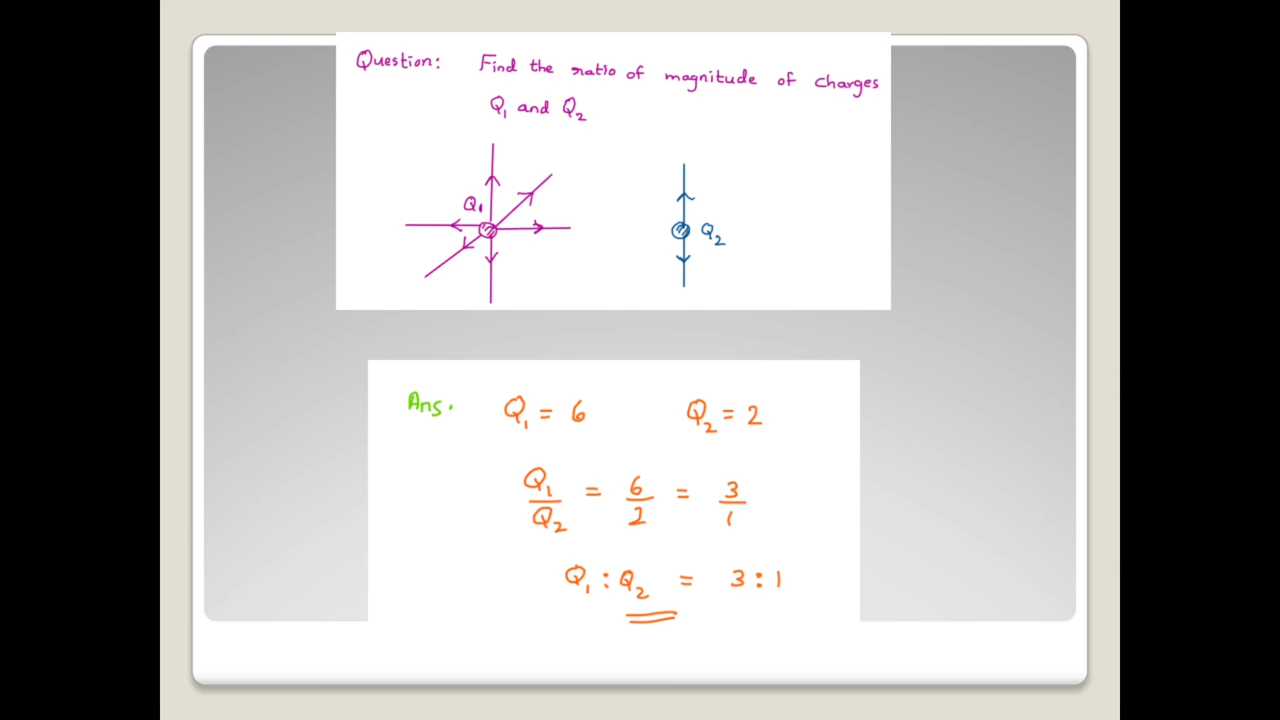 Question: Find the ratio of magnitude of charges
Q₁ and Q₂
Q₁
Q₂
Ans. Q₁ = 6 Q₂ = 2
Q₁/Q₂ = 6/2 = 3/1
Q₁ : Q₂ = 3 : 1